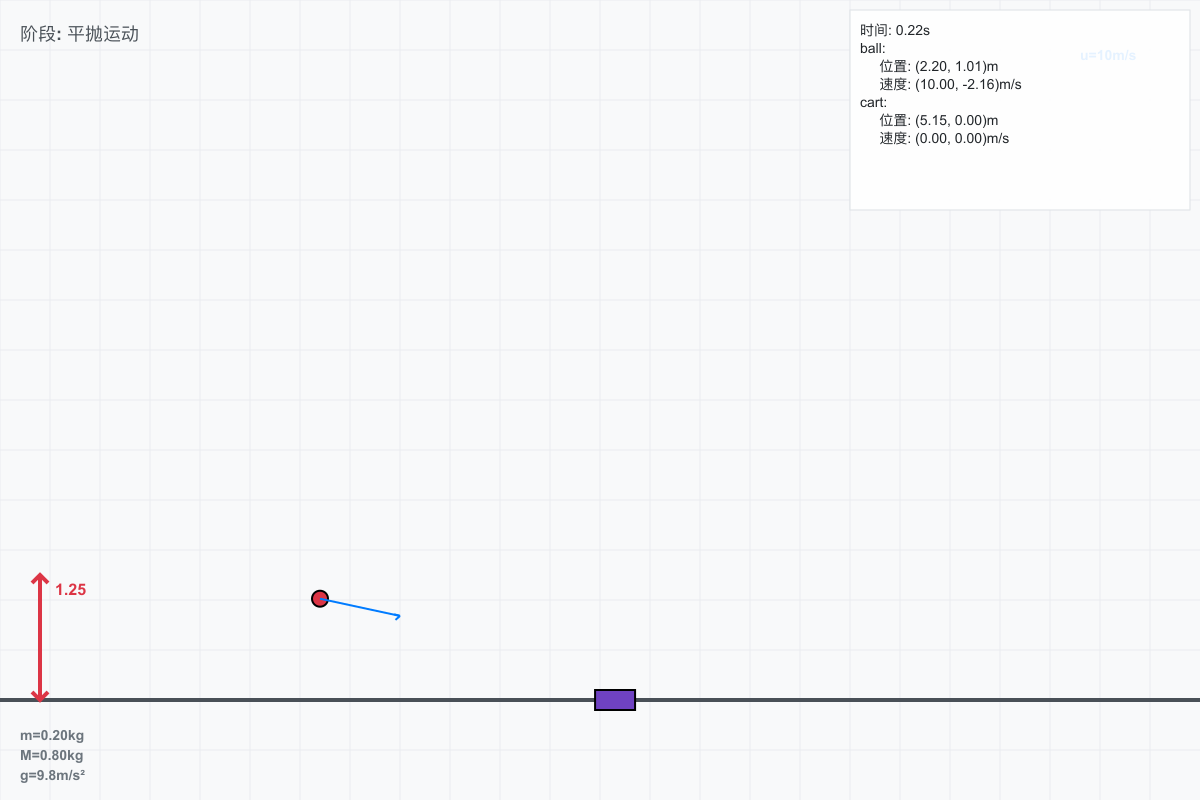 阶段: 平抛运动
时间: 0.22s
u=10m/s
ball:
位置: (2.20, 1.01)m
速度: (10.00, -2.16)m/s
cart:
位置: (5.15, 0.00)m
速度: (0.00, 0.00)m/s
1.25
m=0.20kg
M=0.80kg
g=9.8m/s²